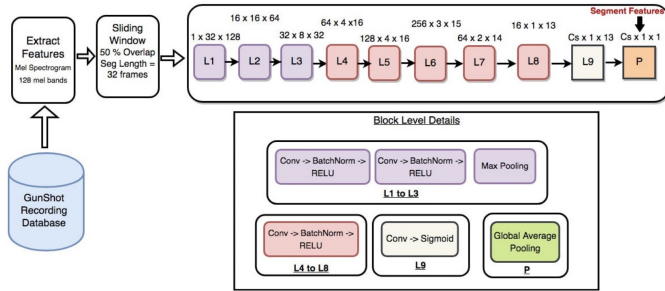 Extract
Features
Mel Spectrogram
128 mel bands
Sliding
Window
50 % Overlap
Seg Length =
32 frames
GunShot
Recording
Database
Segment Features
16 x 16 x 64
64 x 4 x16
256 x 3 x 15
16 x 1 x 13
Cs x 1 x 1
1 x 32 x 128
32 x 8 x 32
128 x 4 x 16
64 x 2 x 14
Cs x 1 x 13
L1
L2
L3
L4
L5
L6
L7
L8
L9
P
Block Level Details
Conv -> BatchNorm ->
RELU
Conv -> BatchNorm ->
RELU
Max Pooling
L1 to L3
Conv -> BatchNorm ->
RELU
L4 to L8
Conv -> Sigmoid
L9
Global Average
Pooling
P